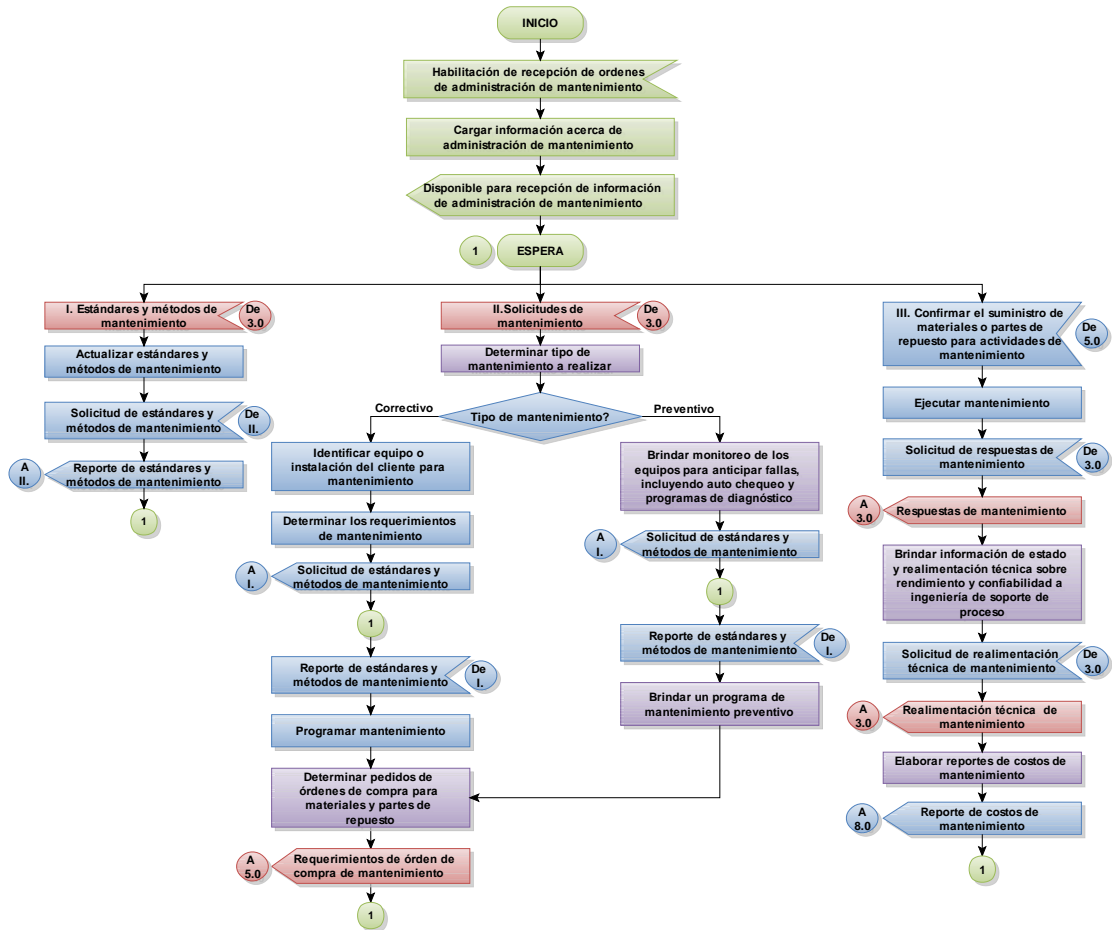 INICIO
Habilitación de recepción de ordenes
de administración de mantenimiento
Cargar información acerca de
administración de mantenimiento
Disponible para recepción de información
de administración de mantenimiento
1
ESPERA
I. Estándares y métodos de
mantenimiento
De
3.0
Actualizar estándares y
métodos de mantenimiento
Solicitud de estándares y
métodos de mantenimiento
De
II.
A
II.
Reporte de estándares y
métodos de mantenimiento
1
II.Solicitudes de
mantenimiento
De
3.0
Determinar tipo de
mantenimiento a realizar
Correctivo
Tipo de mantenimiento?
Preventivo
Identificar equipo o
instalación del cliente para
mantenimiento
Determinar los requerimientos
de mantenimiento
A
I.
Solicitud de estándares y
métodos de mantenimiento
1
Reporte de estándares y
métodos de mantenimiento
De
I.
Programar mantenimiento
Determinar pedidos de
órdenes de compra para
materiales y partes de
repuesto
A
5.0
Requerimientos de órden de
compra de mantenimiento
1
Brindar monitoreo de los
equipos para anticipar fallas,
incluyendo auto chequeo y
programas de diagnóstico
A
I.
Solicitud de estándares y
métodos de mantenimiento
1
Reporte de estándares y
métodos de mantenimiento
De
I.
Brindar un programa de
mantenimiento preventivo
III. Confirmar el suministro de
materiales o partes de
repuesto para actividades de
mantenimiento
De
5.0
Ejecutar mantenimiento
Solicitud de respuestas de
mantenimiento
De
3.0
A
3.0
Respuestas de mantenimiento
Brindar información de estado
y realimentación técnica sobre
rendimiento y confiabilidad a
ingeniería de soporte de
proceso
Solicitud de realimentación
técnica de mantenimiento
De
3.0
A
3.0
Realimentación técnica de
mantenimiento
Elaborar reportes de costos de
mantenimiento
A
8.0
Reporte de costos de
mantenimiento
1